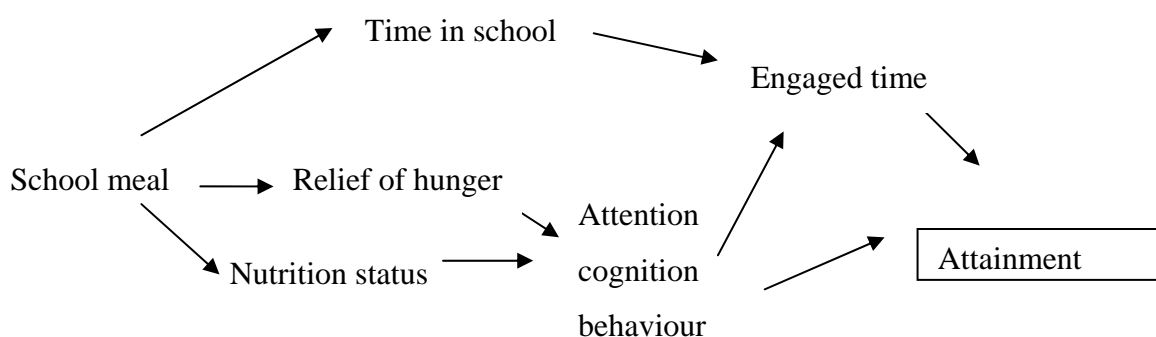 Time in school
Engaged time
School meal
Relief of hunger
Attention
Nutrition status
cognition
Attainment
behaviour